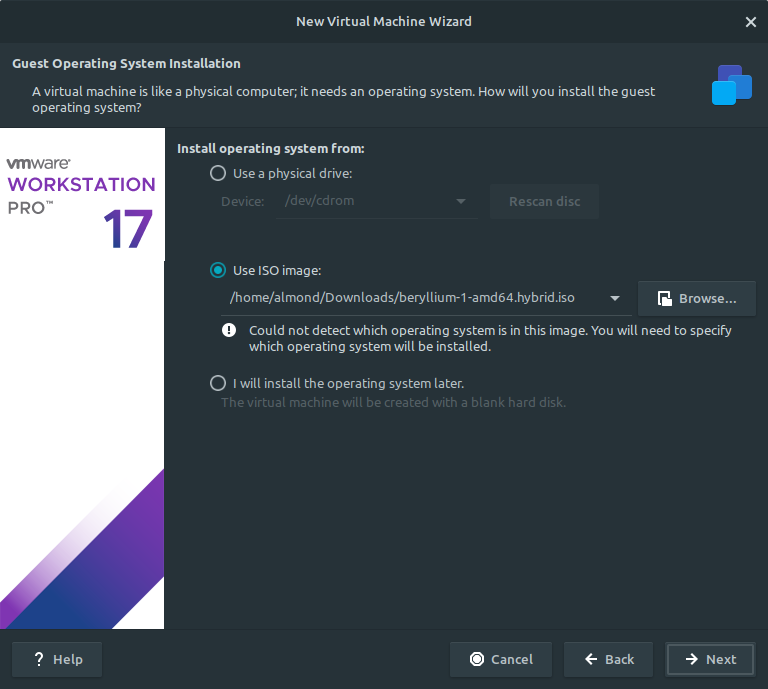 New Virtual Machine Wizard
Guest Operating System Installation
A virtual machine is like a physical computer; it needs an operating system. How will you install the guest
operating system?
vmware®
WORKSTATION
PRO™
17
Install operating system from:
Use a physical drive:
Device:
/dev/cdrom
Rescan disc
Use ISO image:
/home/almond/Downloads/beryllium-1-amd64.hybrid.iso
Browse...
Could not detect which operating system is in this image. You will need to specify
which operating system will be installed.
I will install the operating system later.
The virtual machine will be created with a blank hard disk.
? Help
Cancel
Back
Next